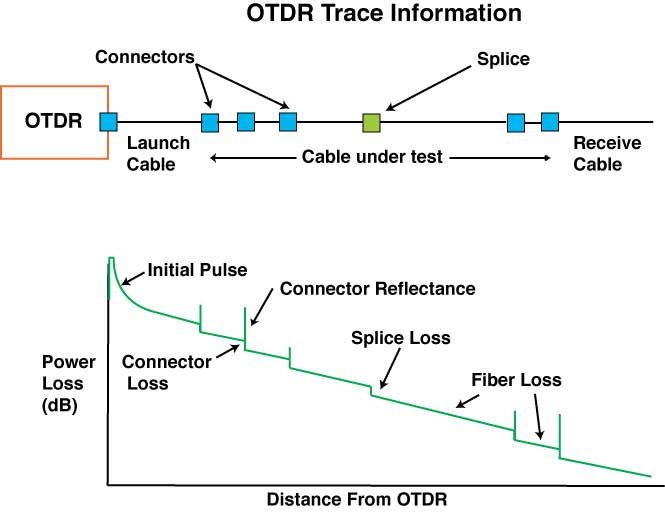 OTDR Trace Information
Connectors
Splice
OTDR
Launch
Cable
Cable under test
Receive
Cable
Initial Pulse
Connector Reflectance
Splice Loss
Connector
Loss
Fiber Loss
Power
Loss
(dB)
Distance From OTDR